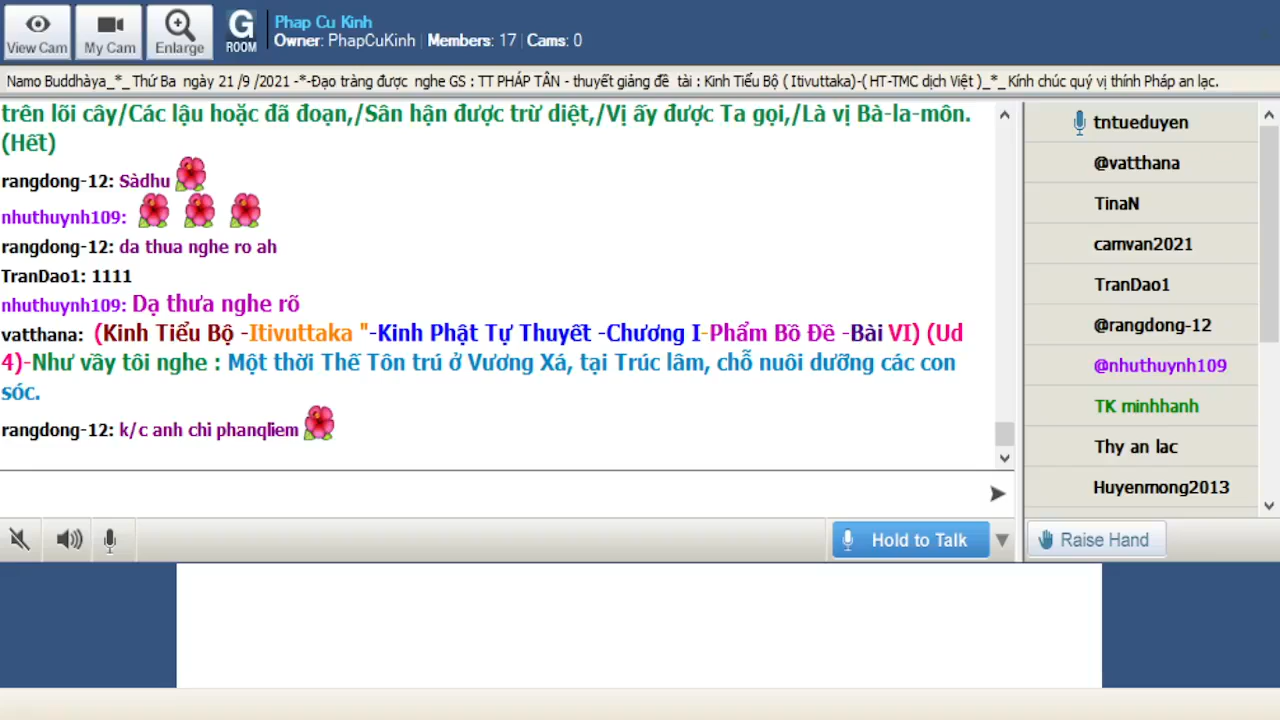 View Cam
My Cam
Enlarge
G
ROOM
Phap Cu Kinh
Owner: PhapCuKinh | Members: 17 | Cams: 0
Namo Buddhàya_*_ Thứ Ba ngày 21 /9 /2021 -*-Đạo tràng được nghe GS : TT PHÁP TÂN - thuyết giảng đề tài : Kinh Tiểu Bộ ( Itivuttaka)-( HT-TMC dịch Việt )_*_ Kính chúc quý vị thính Pháp an lạc.
trên lõi cây/Các lậu hoặc đã đoạn,/Sân hận được trừ diệt,/Vị ấy được Ta gọi,/Là vị Bà-la-môn.
(Hết)
rangdong-12: Sàdhu
nhuthuynh109:
rangdong-12: da thua nghe ro ah
TranDao1: 1111
nhuthuynh109: Dạ thưa nghe rõ
vatthana: (Kinh Tiểu Bộ -Itivuttaka "-Kinh Phật Tự Thuyết -Chương I-Phẩm Bồ Đề -Bài VI) (Ud
4)-Như vầy tôi nghe : Một thời Thế Tôn trú ở Vương Xá, tại Trúc lâm, chỗ nuôi dưỡng các con
sóc.
rangdong-12: k/c anh chi phanqliem
tntueduyen
@vatthana
TinaN
camvan2021
TranDao1
@rangdong-12
@nhuthuynh109
TK minhhanh
Thy an lac
Huyenmong2013
Hold to Talk
Raise Hand